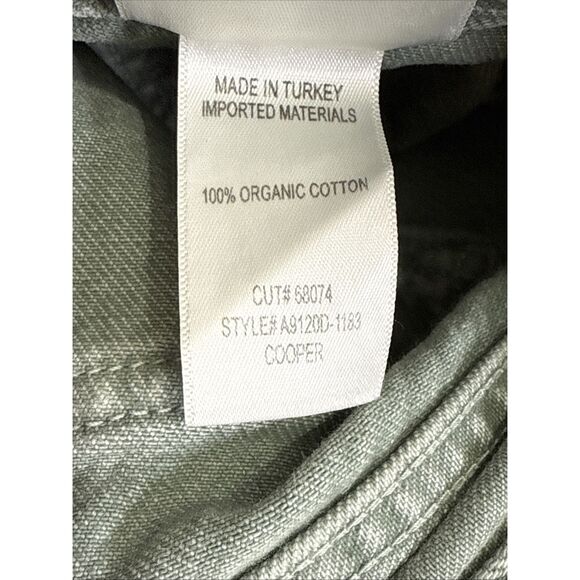 MADE IN TURKEY
IMPORTED MATERIALS
100% ORGANIC COTTON
CUT# 68074
STYLE# A9120D-1183
COOPER